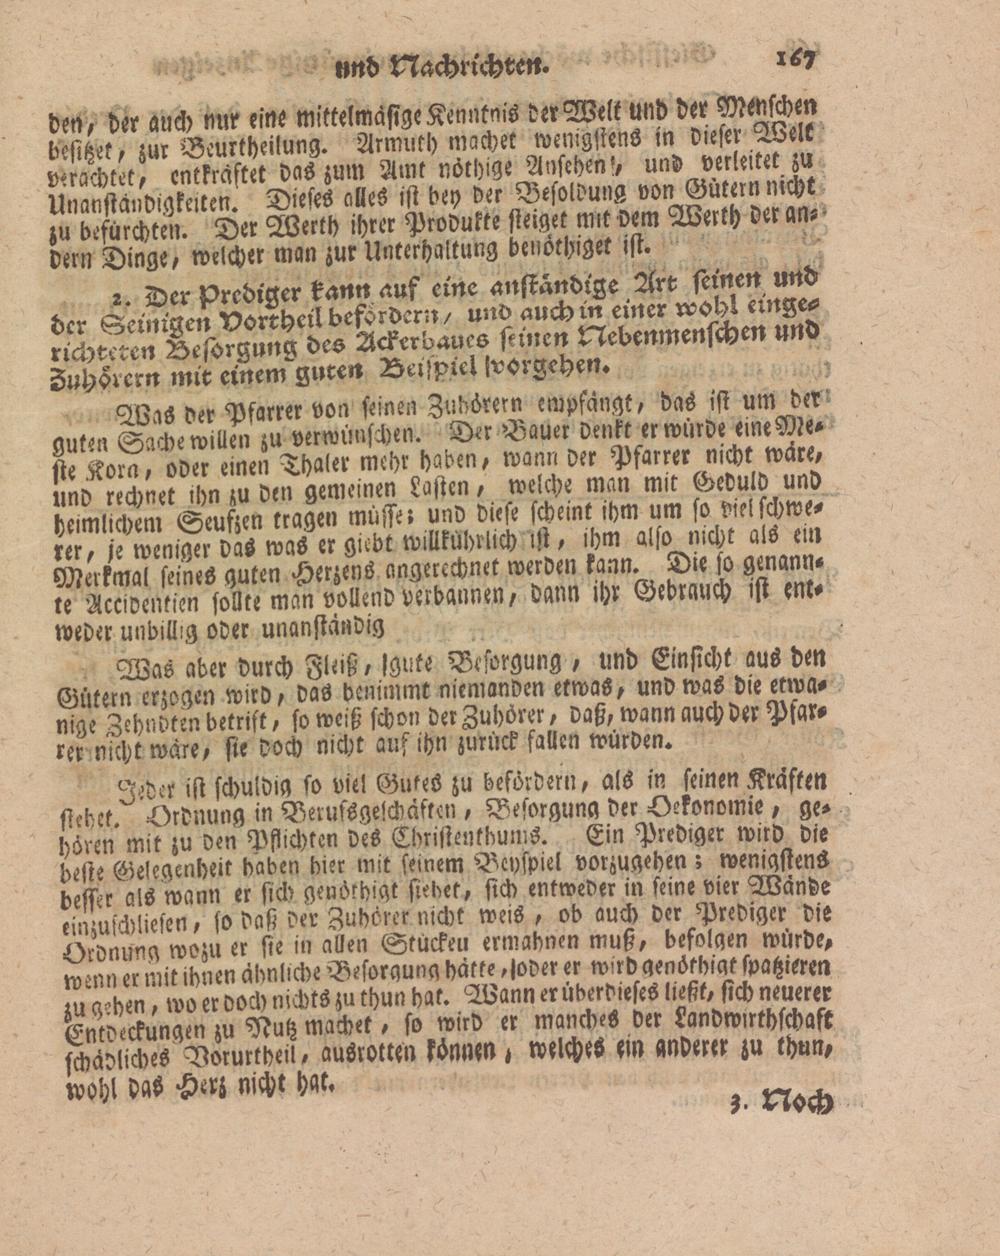 und Nachrichten. 167
den, der auch nur eine mittelmäsige Kenntnis der Welt und der Menschen
besitzet, zur Beurtheilung. Armuth machet wenigstens in dieser Welt
verachtet, entkräftet das zum Amt nöthige Ansehen!, und verleitet zu
Unanständigkeiten. Dieses alles ist bey der Besoldung von Gütern nicht
zu befürchten. Der Werth ihrer Produkte steiget mit dem Werth der an-
dern Dinge, welcher man zur Unterhaltung benöthiget ist.
2. Der Prediger kann auf eine anständige Art seinen und
der Seinigen Vortheil befördern, und auch in einer wohl einge-
richteten Besorgung des Ackerbaues seinen Nebenmenschen und
Zuhörern mit einem guten Beispiel vorgehen.
Was der Pfarrer von seinen Zuhörern empfängt, das ist um der
guten Sache willen zu verwünschen. Der Bauer denkt er würde eine Me-
ste Korn, oder einen Thaler mehr haben, wann der Pfarrer nicht wäre,
und rechnet ihn zu den gemeinen Lasten, welche man mit Geduld und
heimlichem Seufzen tragen müsse; und diese scheint ihm um so viel schwe-
rer, je weniger das was er giebt willkührlich ist, ihm also nicht als ein
Merkmal seines guten Herzens angerechnet werden kann. Die so genann-
te Accidentien sollte man vollend verbannen, dann ihr Gebrauch ist ent-
weder unbillig oder unanständig
Was aber durch Fleiß, gute Besorgung, und Einsicht aus den
Gütern erzogen wird, das benimmt niemanden etwas, und was die etwa-
nige Zehndten betrift, so weiß schon der Zuhörer, daß, wann auch der Pfar-
rer nicht wäre, sie doch nicht auf ihn zurück fallen würden.
Jeder ist schuldig so viel Gutes zu befördern, als in seinen Kräften
stehet. Ordnung in Berufsgeschäften, Besorgung der Oekonomie, ge-
hören mit zu den Pflichten des Christenthums. Ein Prediger wird die
beste Gelegenheit haben hier mit seinem Beyspiel vorzugehen; wenigstens
besser als wann er sich genöthigt siehet, sich entweder in seine vier Wände
einzuschliesen, so daß der Zuhörer nicht weis, ob auch der Prediger die
Ordnung wozu er sie in allen Stücken ermahnen muß, befolgen würde,
wenn er mit ihnen ähnliche Besorgung hätte, oder er wird genöthigt spatzieren
zu gehen, wo er doch nichts zu thun hat. Wann er überdieses ließt, sich neuerer
Entdeckungen zu Nutz machet, so wird er manches der Landwirthschaft
schädliches Vorurtheil, ausrotten können, welches ein anderer zu thun,
wohl das Herz nicht hat.
3. Noch